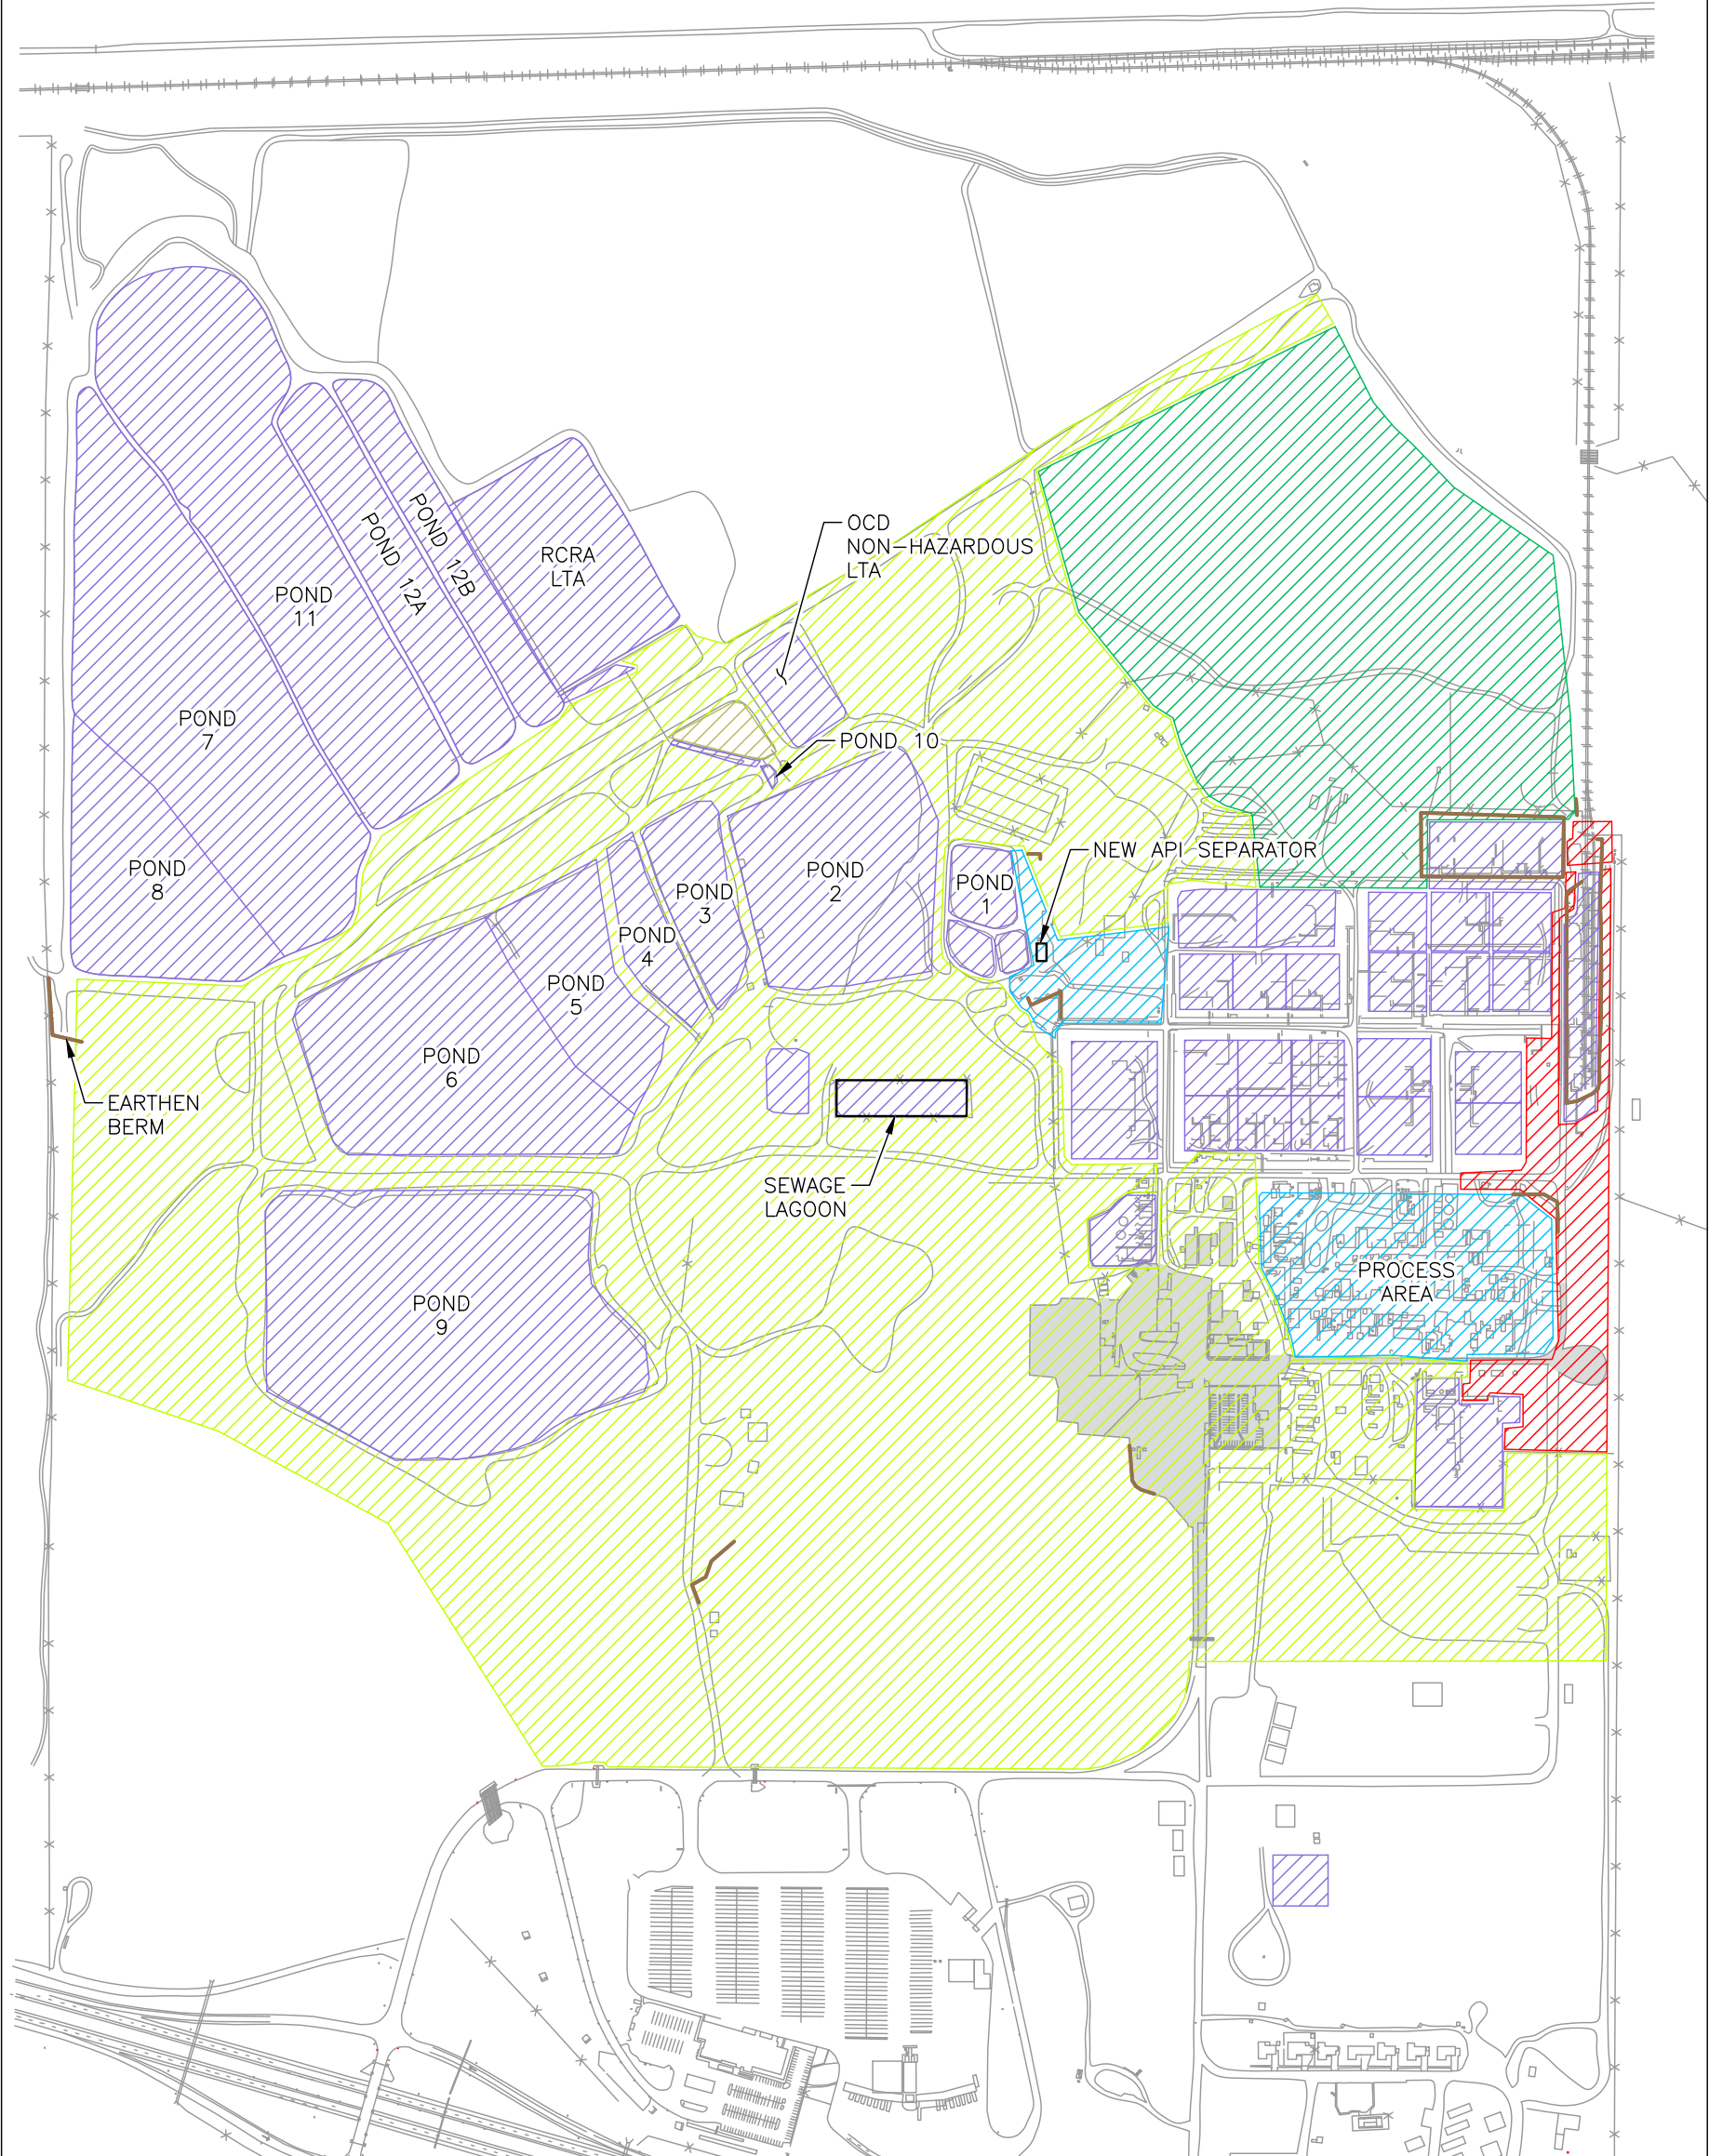 OCD
NON-HAZARDOUS
LTA
POND 12B
POND 12A
RCRA
LTA
POND
11
POND
7
POND 10
POND
8
POND
2
NEW API SEPARATOR
POND
1
POND
3
POND
4
POND
5
POND
6
EARTHEN
BERM
SEWAGE
LAGOON
PROCESS
AREA
POND
9